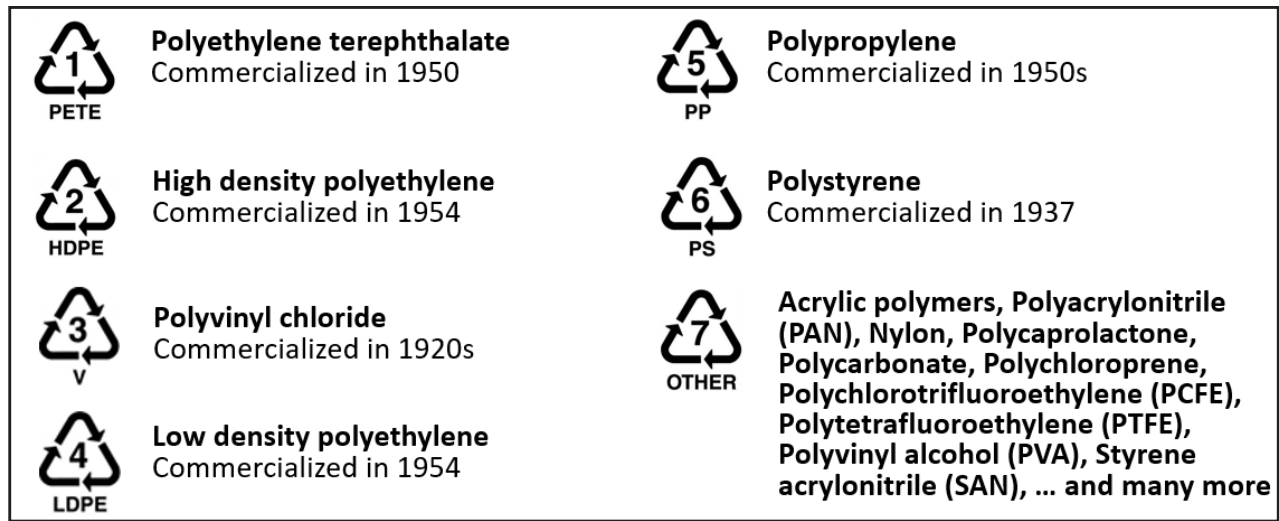 1
PETE
Polyethylene terephthalate
Commercialized in 1950
2
HDPE
High density polyethylene
Commercialized in 1954
3
V
Polyvinyl chloride
Commercialized in 1920s
4
LDPE
Low density polyethylene
Commercialized in 1954
5
PP
Polypropylene
Commercialized in 1950s
6
PS
Polystyrene
Commercialized in 1937
7
OTHER
Acrylic polymers, Polyacrylonitrile
(PAN), Nylon, Polycaprolactone,
Polycarbonate, Polychloroprene,
Polychlorotrifluoroethylene (PCFE),
Polytetrafluoroethylene (PTFE),
Polyvinyl alcohol (PVA), Styrene
acrylonitrile (SAN), ... and many more